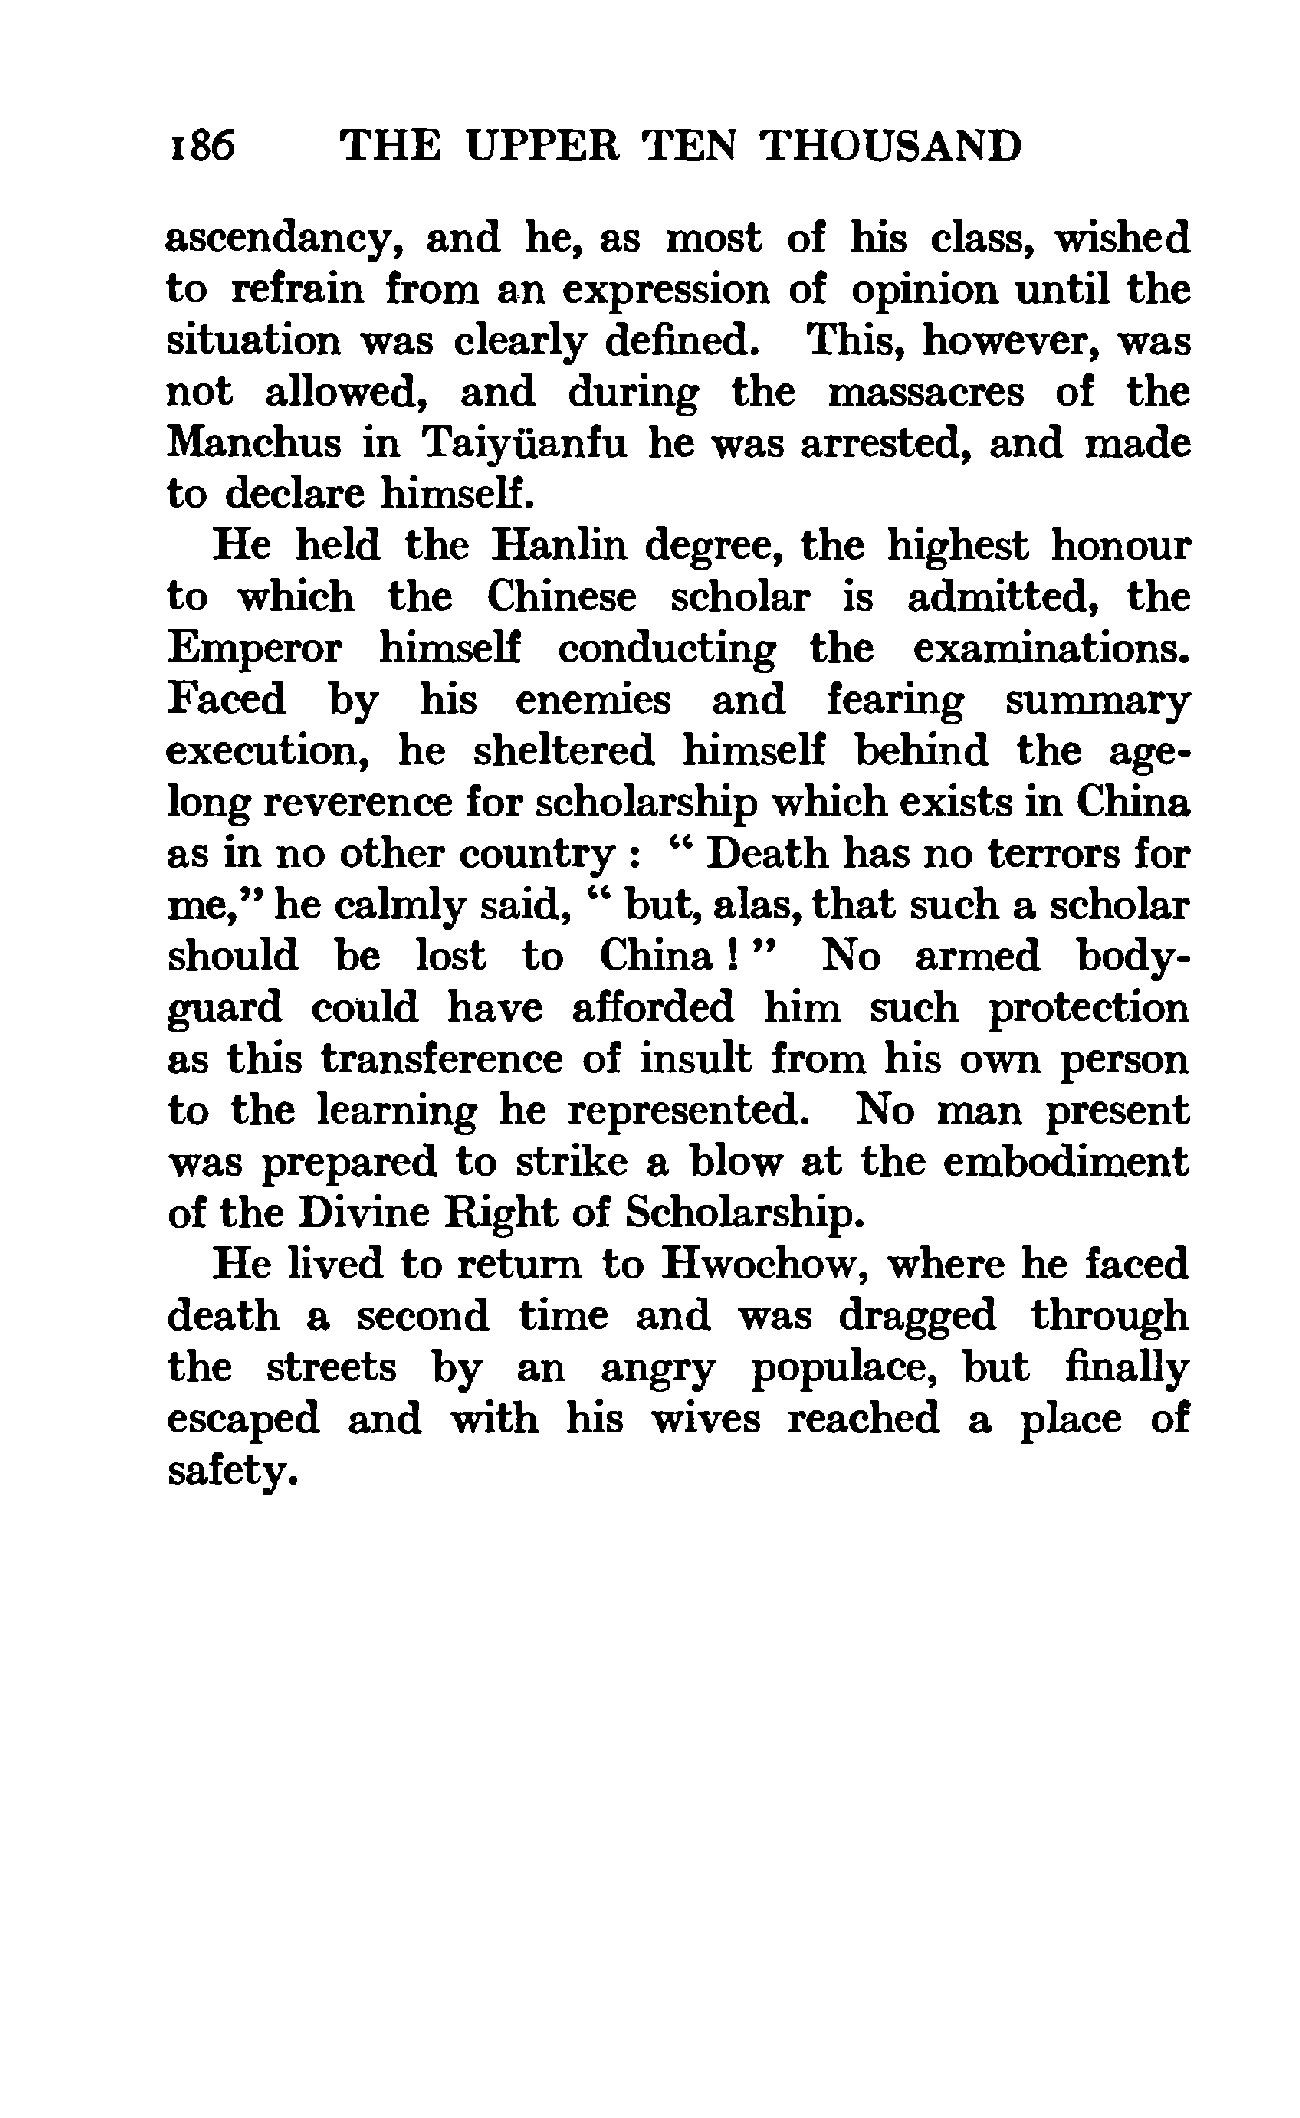 186 THE UPPER TEN THOUSAND
ascendancy, and he, as most of his class, wished
to refrain from an expression of opinion until the
situation was clearly defined. This, however, was
not allowed, and during the massacres of the
Manchus in Taiyüanfu he was arrested, and made
to declare himself.
He held the Hanlin degree, the highest honour
to which the Chinese scholar is admitted, the
Emperor himself conducting the examinations.
Faced by his enemies and fearing summary
execution, he sheltered himself behind the age-
long reverence for scholarship which exists in China
as in no other country : “ Death has no terrors for
me,” he calmly said, “ but, alas, that such a scholar
should be lost to China ! ” No armed body-
guard could have afforded him such protection
as this transference of insult from his own person
to the learning he represented. No man present
was prepared to strike a blow at the embodiment
of the Divine Right of Scholarship.
He lived to return to Hwochow, where he faced
death a second time and was dragged through
the streets by an angry populace, but finally
escaped and with his wives reached a place of
safety.